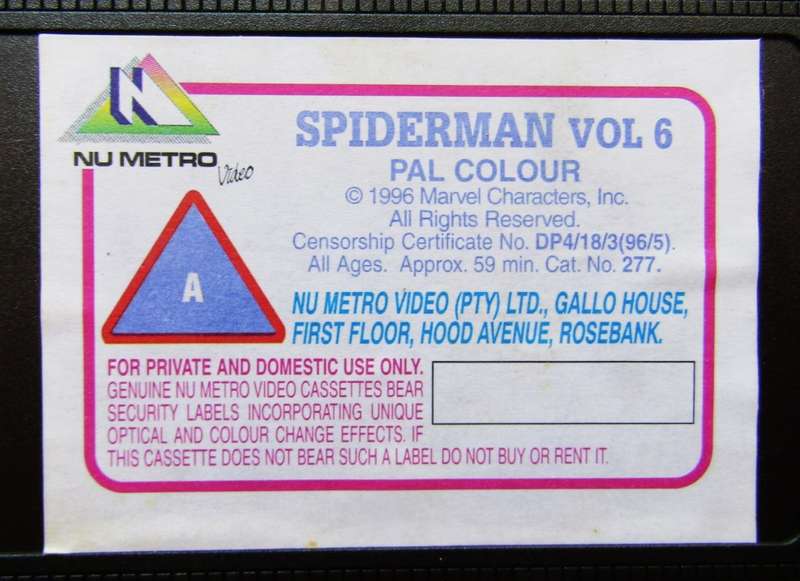 N
NU METRO
Video
SPIDERMAN VOL 6
PAL COLOUR
© 1996 Marvel Characters, Inc.
All Rights Reserved.
Censorship Certificate No. DP4/18/3(96/5).
All Ages. Approx. 59 min. Cat. No. 277.
A
NU METRO VIDEO (PTY) LTD., GALLO HOUSE,
FIRST FLOOR, HOOD AVENUE, ROSEBANK.
FOR PRIVATE AND DOMESTIC USE ONLY.
GENUINE NU METRO VIDEO CASSETTES BEAR
SECURITY LABELS INCORPORATING UNIQUE
OPTICAL AND COLOUR CHANGE EFFECTS. IF
THIS CASSETTE DOES NOT BEAR SUCH A LABEL DO NOT BUY OR RENT IT.